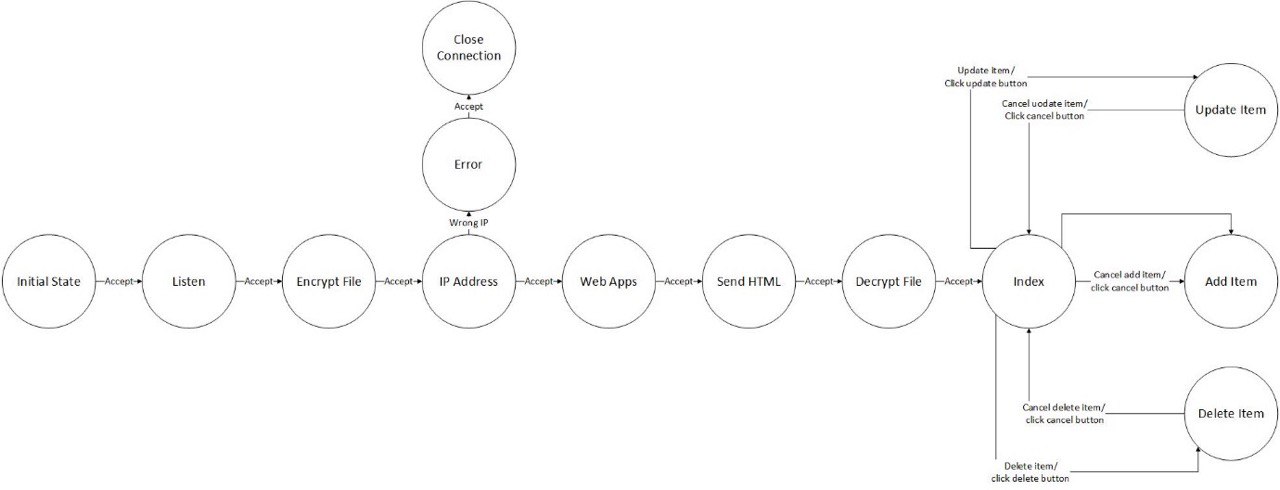 Close
Connection
Accept
Error
Wrong IP
Update item/
Click update button
Cancel uodate item/
Click cancel button
Update Item
Initial State
Accept
Listen
Accept
Encrypt File
Accept
IP Address
Accept
Web Apps
Accept
Send HTML
Accept
Decrypt File
Accept
Index
Cancel add item/
click cancel button
Add Item
Cancel delete item/
click cancel button
Delete Item
Delete item/
click delete button